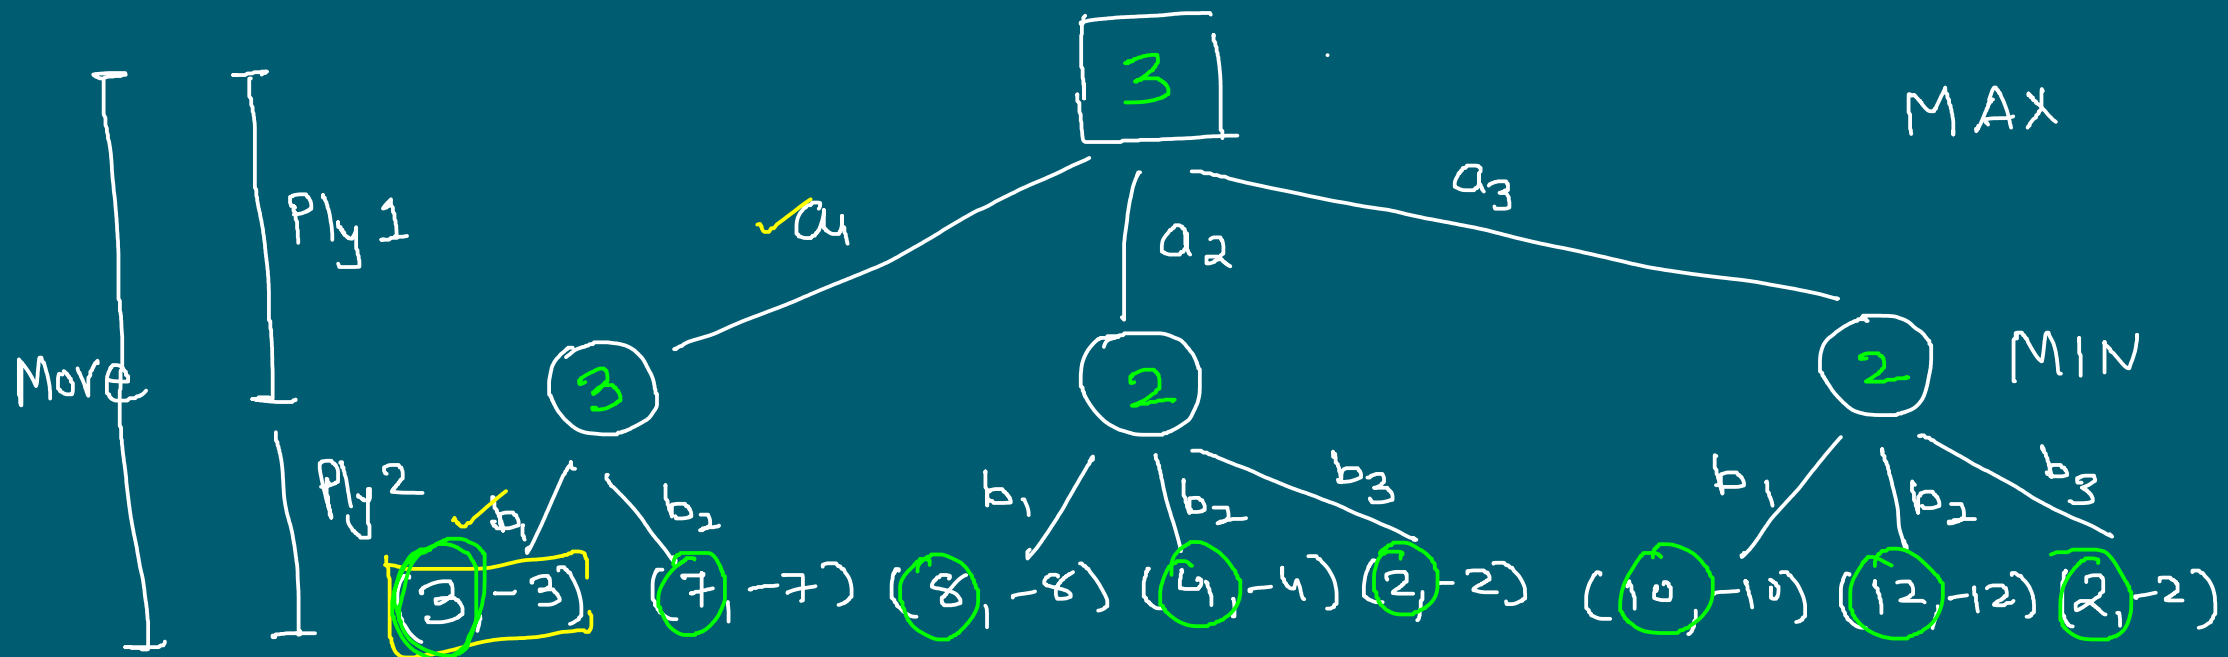 3
MAX
a3
Ply 1
a1
a2
Move
3
2
2
MIN
Ply 2
b1
b2
b1
b2
b3
b1
b2
b3
(3, -3) (7, -7) (8, -8) (4, -4) (2, -2) (10, -10) (12, -12) (2, -2)